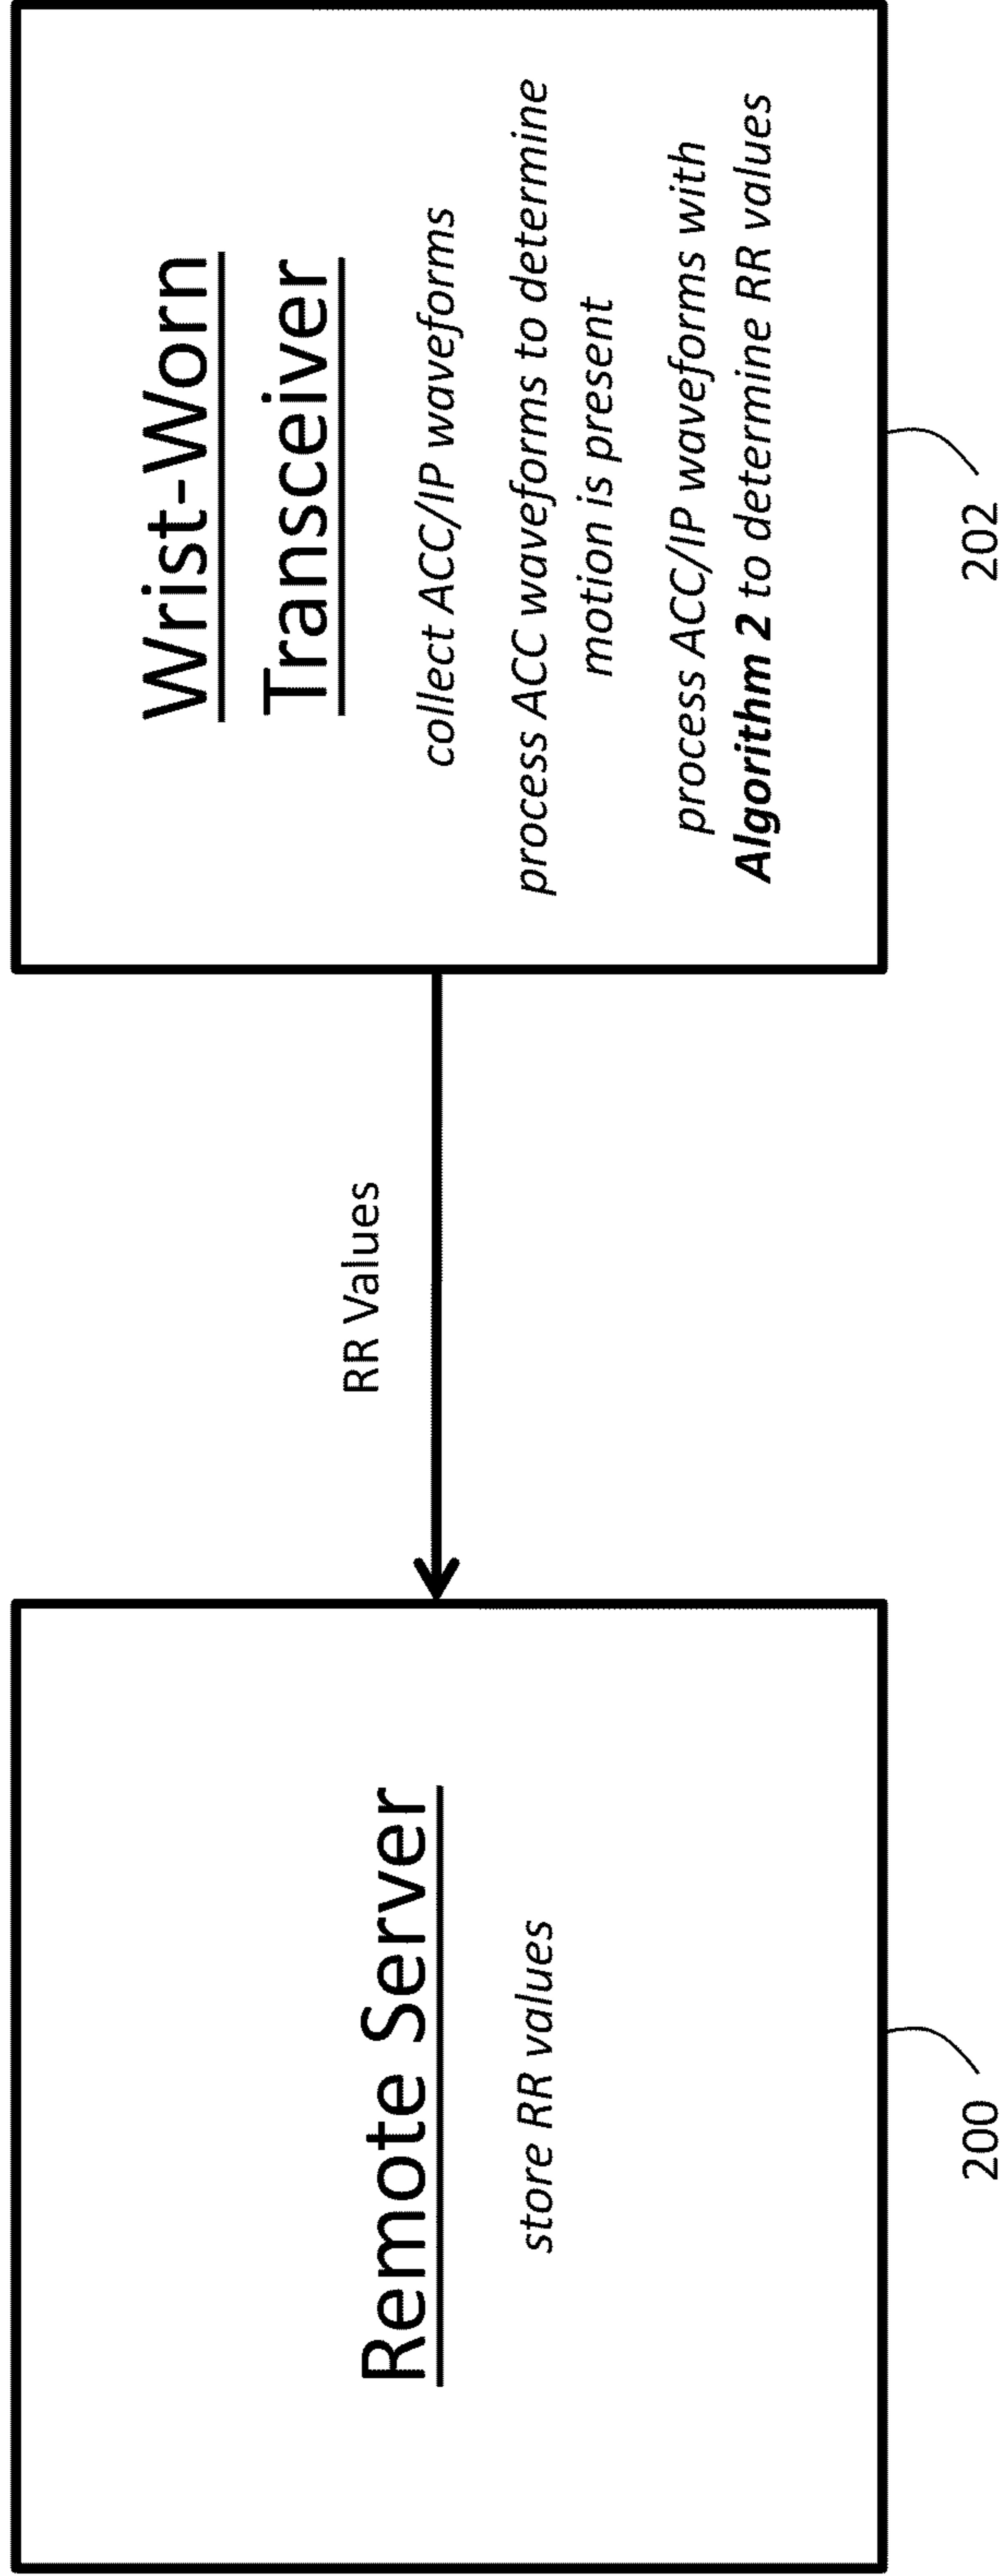 Remote Server
store RR values
200
RR Values
Wrist-Worn
Transceiver
collect ACC/IP waveforms
process ACC waveforms to determine
motion is present
process ACC/IP waveforms with
Algorithm 2 to determine RR values
202